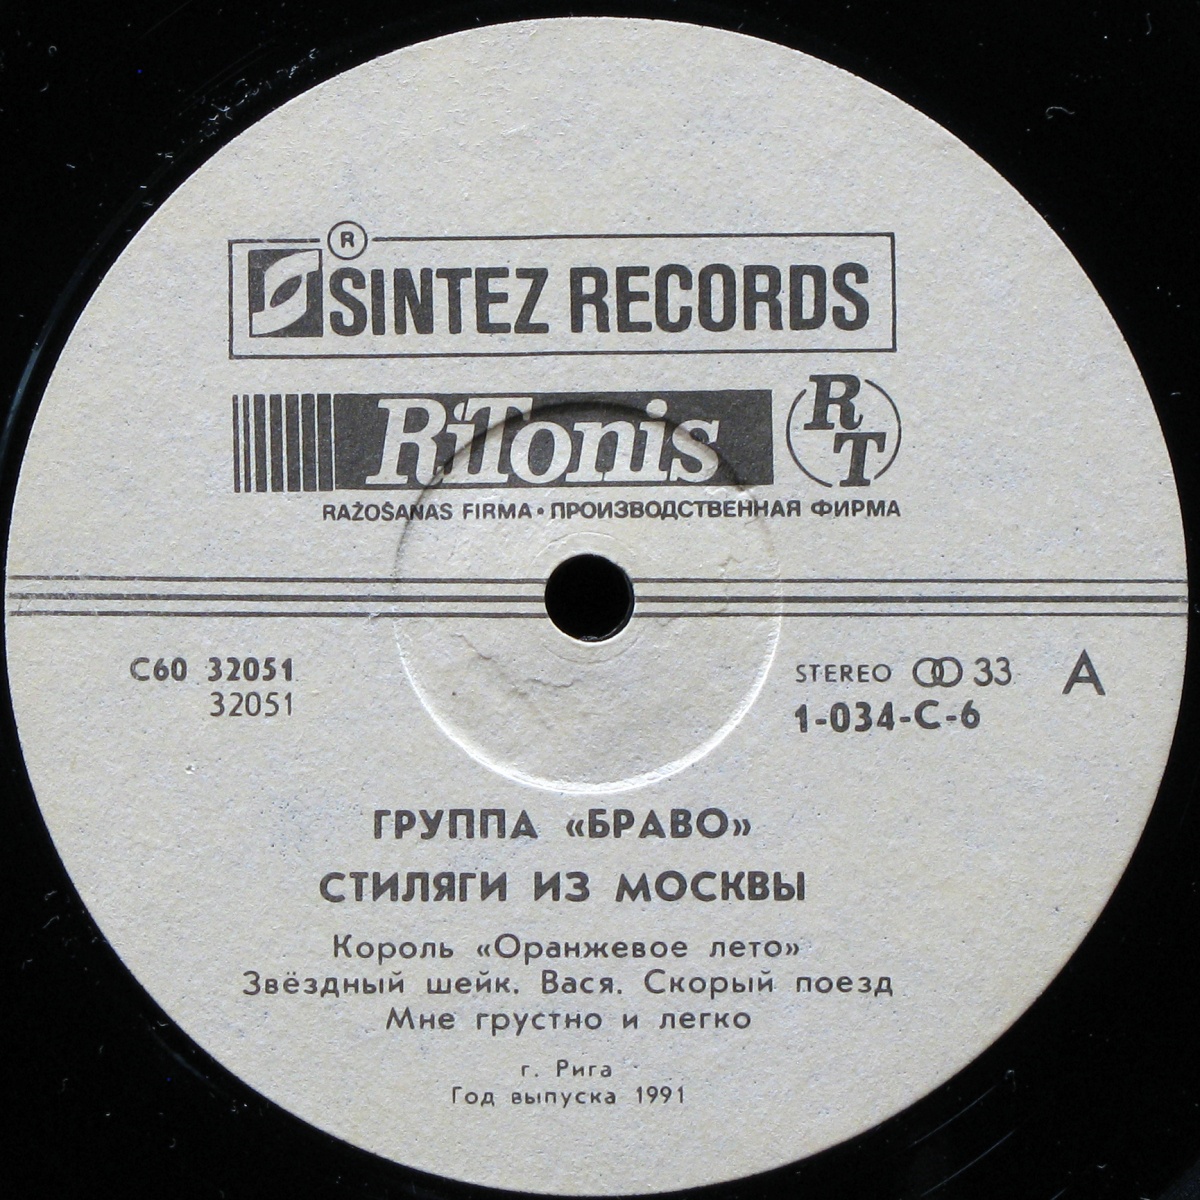 ®
SINTEZ RECORDS
RiTonis RT
RAŽOŠANAS FIRMA • ПРОИЗВОДСТВЕННАЯ ФИРМА
С60 32051 STEREO 33 A
32051 1-034-С-6
ГРУППА «БРАВО»
СТИЛЯГИ ИЗ МОСКВЫ
Король «Оранжевое лето»
Звёздный шейк. Вася. Скорый поезд
Мне грустно и легко
г. Рига
Год выпуска 1991